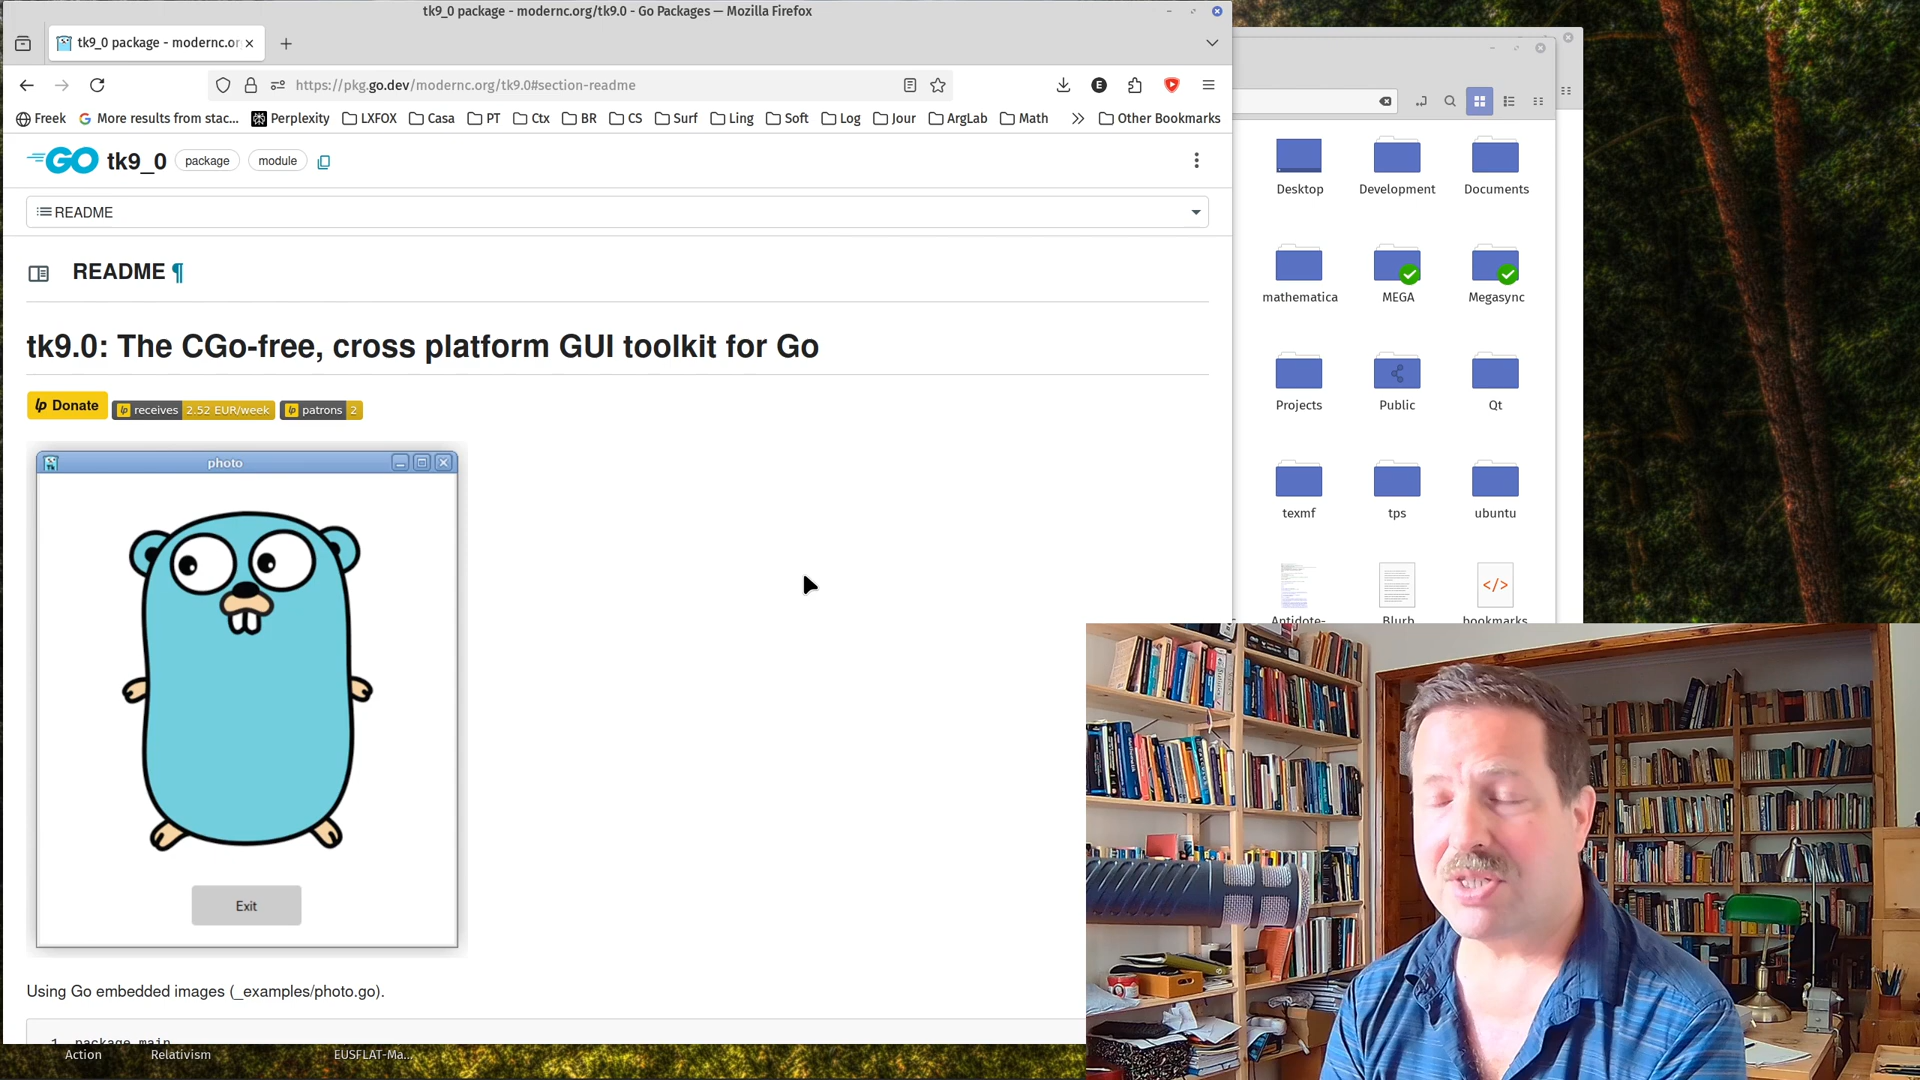 tk9_0 package - modernc.org/tk9.0 - Go Packages — Mozilla Firefox
tk9_0 package - modernc.or
https://pkg.go.dev/modernc.org/tk9.0#section-readme
Freek
More results from stac...
Perplexity
LXFOX
Casa
PT
Ctx
BR
CS
Surf
Ling
Soft
Log
Jour
ArgLab
Math
Other Bookmarks
GO tk9_0 package module
README
README ¶
tk9.0: The CGo-free, cross platform GUI toolkit for Go
Donate receives 2.52 EUR/week patrons 2
photo
Exit
Using Go embedded images (_examples/photo.go).
1 package main
Action
Relativism
EUSFLAT-Ma...
Desktop
Development
Documents
mathematica
MEGA
Megasync
Projects
Public
Qt
texmf
tps
ubuntu
Antidote-
Blurb
bookmarks